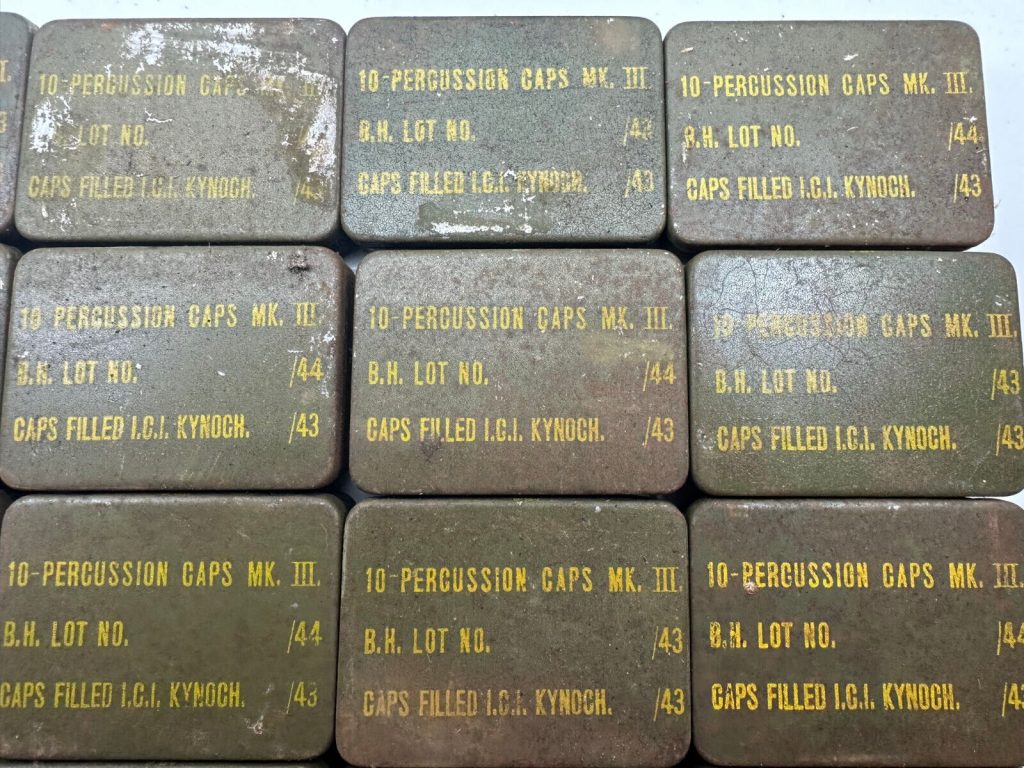 10-PERCUSSION CAPS
LOT NO.
CAPS FILLED I.C.I. KYNOCH. /43
10-PERCUSSION CAPS MK. III.
B.H. LOT NO. /43
CAPS FILLED I.C.I. KYNOCH. /43
10-PERCUSSION CAPS MK. III.
B.H. LOT NO. /44
CAPS FILLED I.C.I. KYNOCH. /43
10-PERCUSSION CAPS MK. III.
B.H. LOT NO. /44
CAPS FILLED I.C.I. KYNOCH. /43
10-PERCUSSION CAPS MK. III.
B.H. LOT NO. /44
CAPS FILLED I.C.I. KYNOCH. /43
10-PERCUSSION CAPS MK. III.
B.H. LOT NO. /43
CAPS FILLED I.C.I. KYNOCH. /43
10-PERCUSSION CAPS MK. III.
B.H. LOT NO. /44
CAPS FILLED I.C.I. KYNOCH. /43
10-PERCUSSION CAPS MK. III.
B.H. LOT NO. /43
CAPS FILLED I.C.I. KYNOCH. /43
10-PERCUSSION CAPS MK. III.
B.H. LOT NO. /44
CAPS FILLED I.C.I. KYNOCH. /43